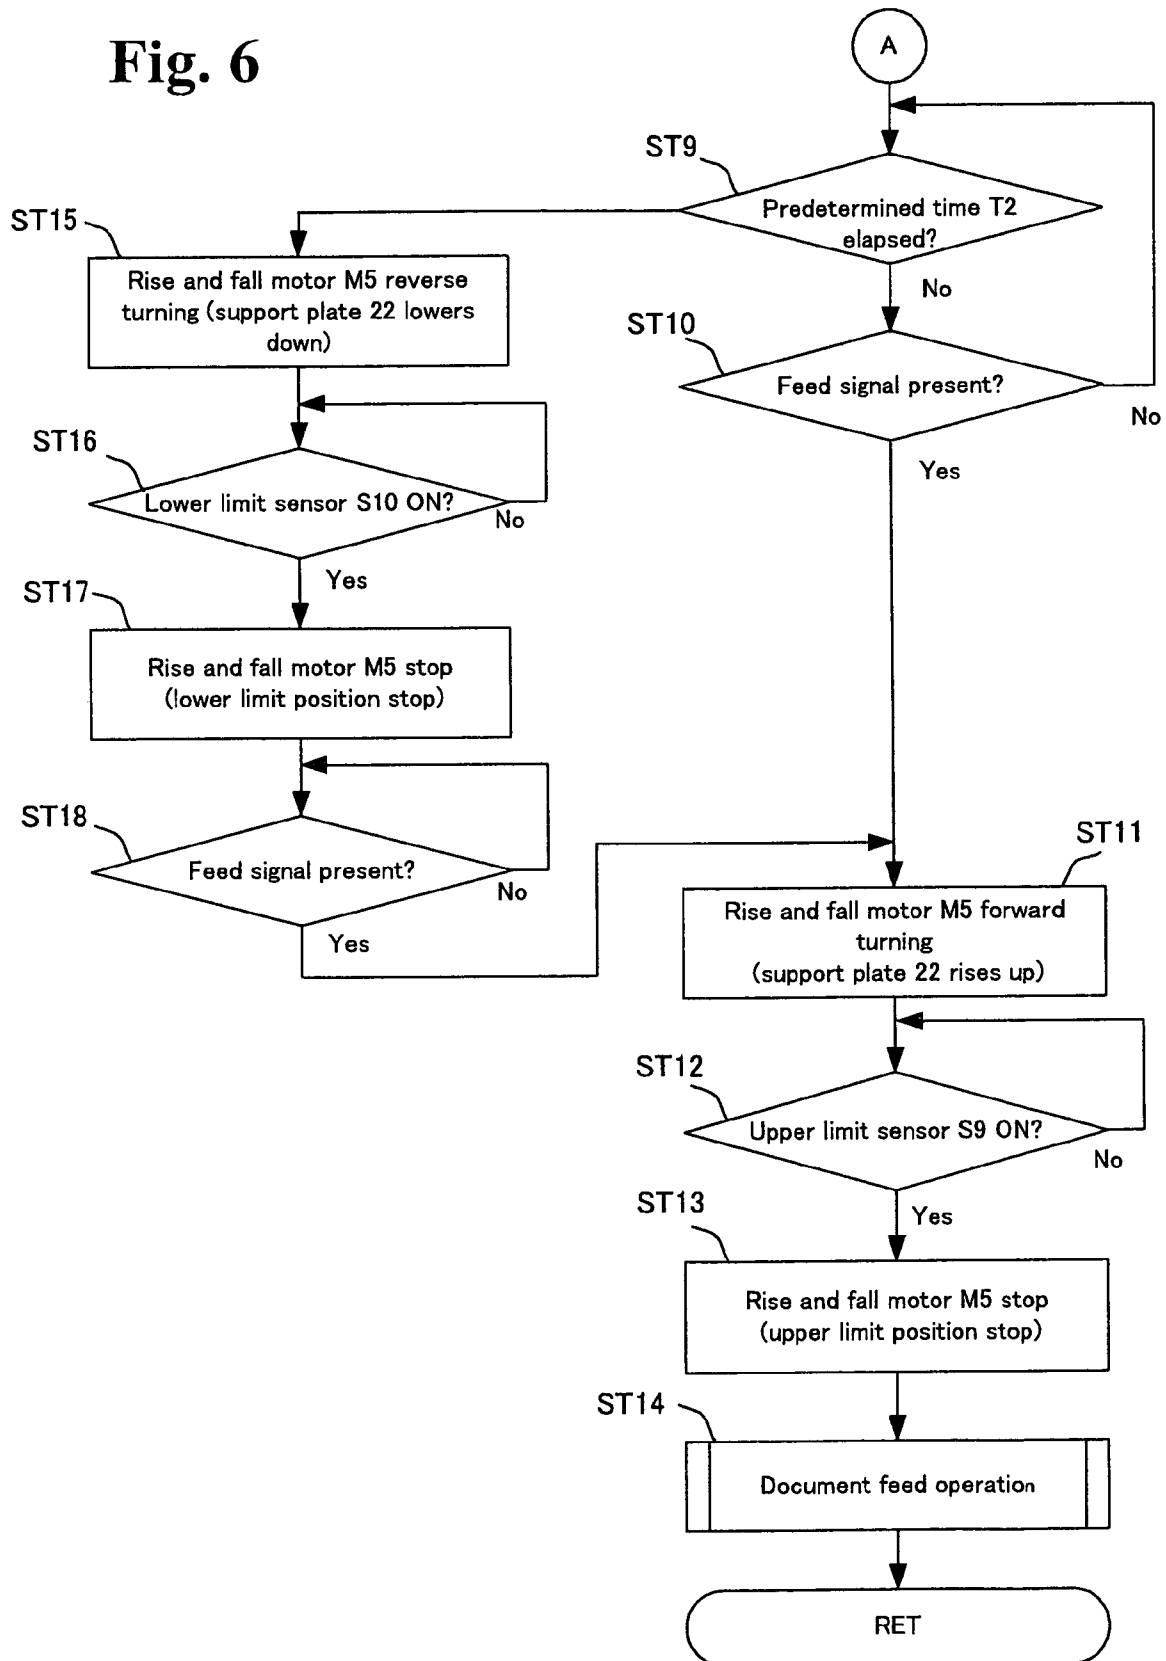 Fig. 6
A
ST9
Predetermined time T2
elapsed?
No
ST10
Feed signal present?
No
Yes
ST15
Rise and fall motor M5 reverse
turning (support plate 22 lowers
down)
ST16
Lower limit sensor S10 ON?
No
Yes
ST17
Rise and fall motor M5 stop
(lower limit position stop)
ST18
Feed signal present?
No
Yes
ST11
Rise and fall motor M5 forward
turning
(support plate 22 rises up)
ST12
Upper limit sensor S9 ON?
No
Yes
ST13
Rise and fall motor M5 stop
(upper limit position stop)
ST14
Document feed operation
RET